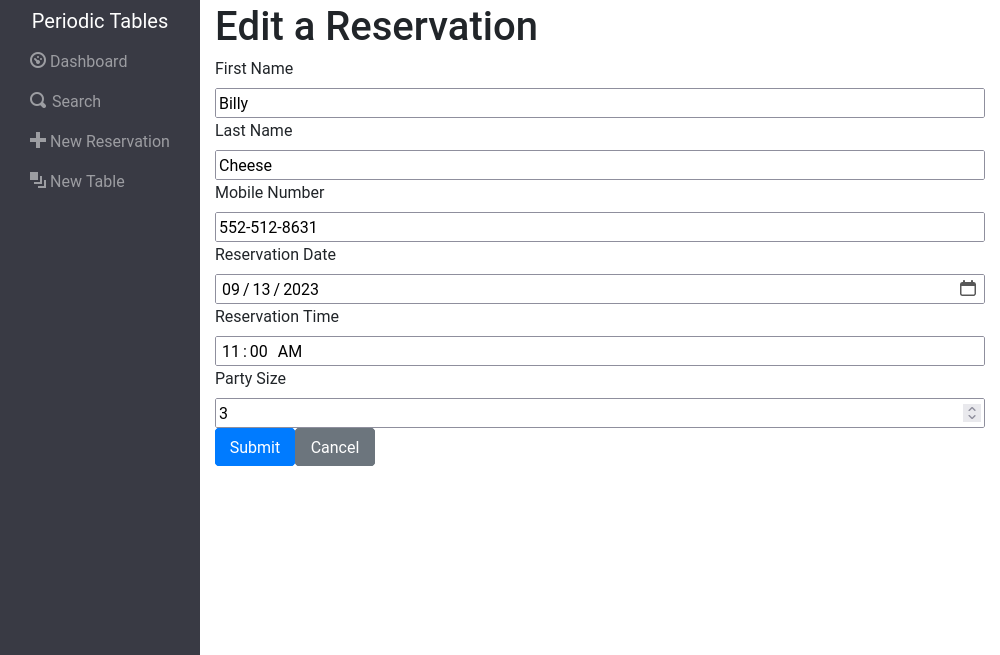 Periodic Tables
Dashboard
Search
New Reservation
New Table
Edit a Reservation
First Name
Billy
Last Name
Cheese
Mobile Number
552-512-8631
Reservation Date
09/13/2023
Reservation Time
11:00 AM
Party Size
3
Submit Cancel